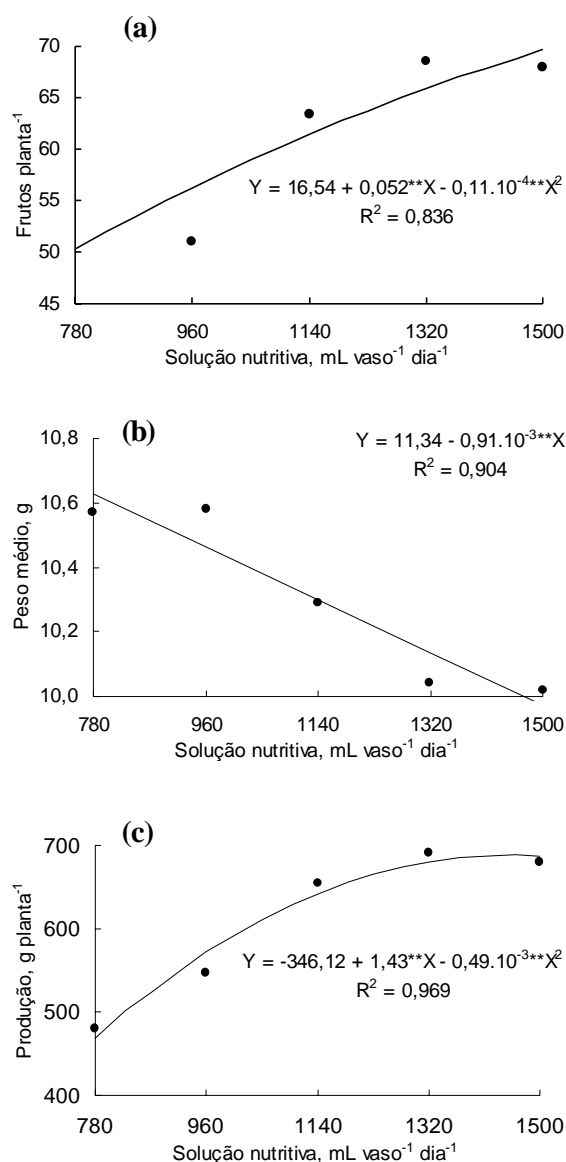 (a)
70
65
60
55
50
45
Frutos planta⁻¹
Y = 16,54 + 0,052**X - 0,11.10⁻⁴**X²
R² = 0,836
780 960 1140 1320 1500
Solução nutritiva, mL vaso⁻¹ dia⁻¹
(b)
Y = 11,34 - 0,91.10⁻³**X
R² = 0,904
10,8
10,6
10,4
10,2
10,0
Peso médio, g
780 960 1140 1320 1500
Solução nutritiva, mL vaso⁻¹ dia⁻¹
(c)
700
600
500
400
Produção, g planta⁻¹
Y = -346,12 + 1,43**X - 0,49.10⁻³**X²
R² = 0,969
780 960 1140 1320 1500
Solução nutritiva, mL vaso⁻¹ dia⁻¹